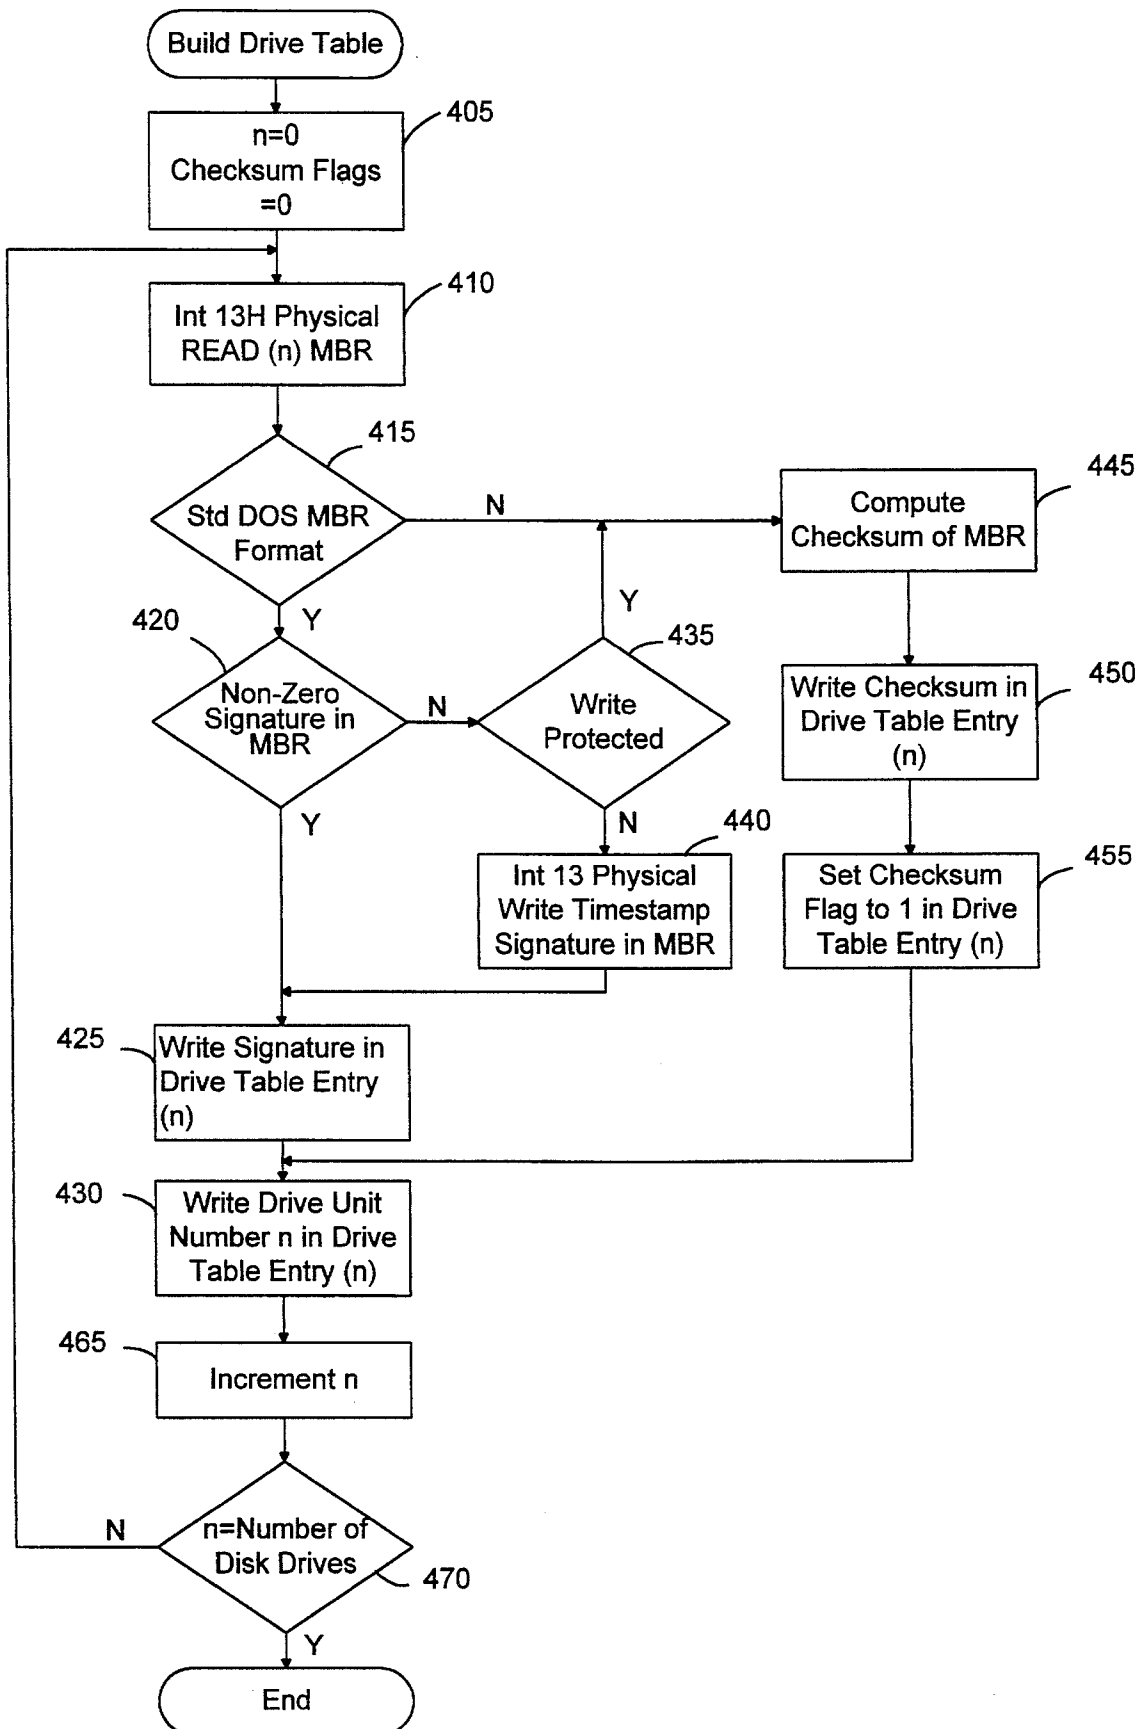 Build Drive Table
405
n=0
Checksum Flags
=0
410
Int 13H Physical
READ (n) MBR
415
Std DOS MBR
Format
N
445
Compute
Checksum of MBR
Y
420
Non-Zero
Signature in
MBR
N
Y
435
Write
Protected
Y
N
450
Write Checksum in
Drive Table Entry
(n)
440
Int 13 Physical
Write Timestamp
Signature in MBR
455
Set Checksum
Flag to 1 in Drive
Table Entry (n)
425
Write Signature in
Drive Table Entry
(n)
430
Write Drive Unit
Number n in Drive
Table Entry (n)
465
Increment n
N
n=Number of
Disk Drives
470
Y
End